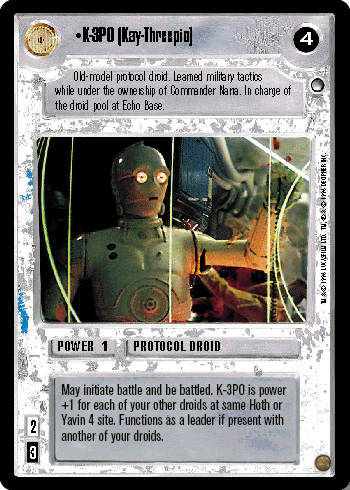 •K-3PO (Kay-Threepio)
4
Old-model protocol droid. Learned military tactics
while under the ownership of Commander Narra. In charge of
the droid pool at Echo Base.
POWER 1 PROTOCOL DROID
May initiate battle and be battled. K-3PO is power
+1 for each of your other droids at same Hoth or
Yavin 4 site. Functions as a leader if present with
another of your droids.
2
3